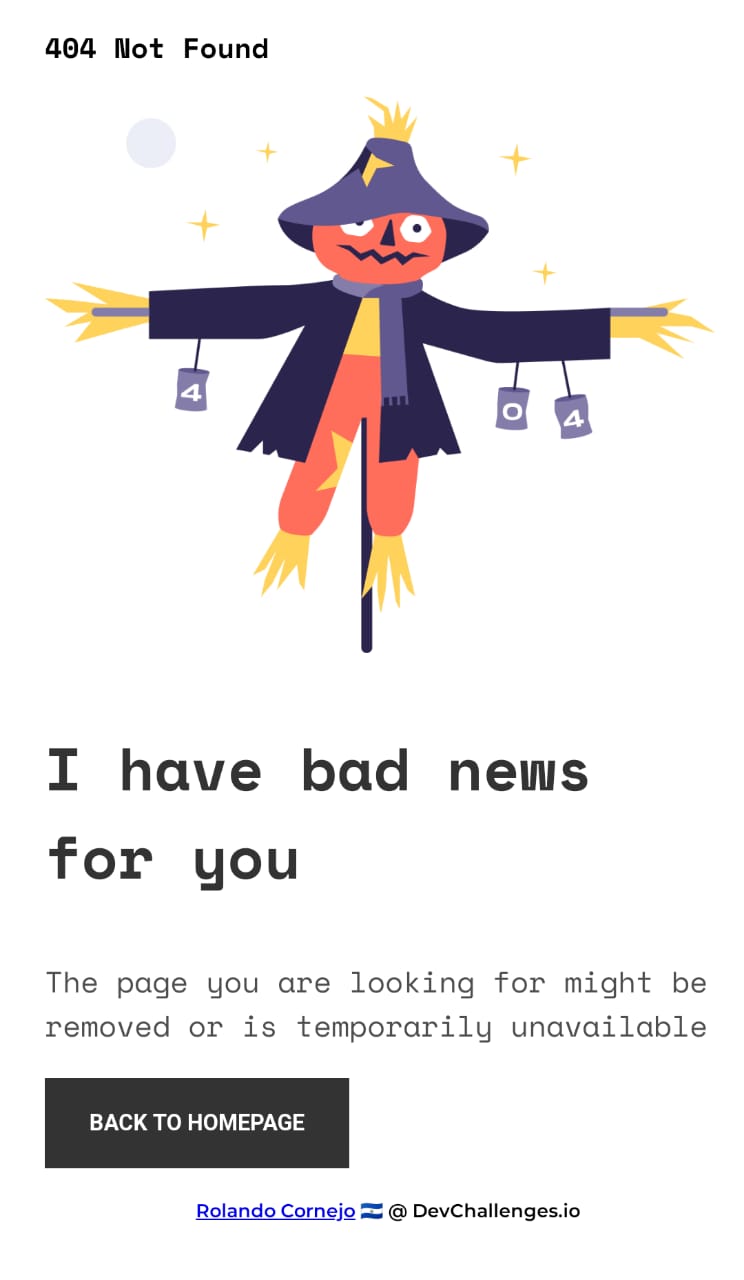 404 Not Found
4
0
4
I have bad news
for you
The page you are looking for might be
removed or is temporarily unavailable
BACK TO HOMEPAGE
Rolando Cornejo 🇸🇻 @ DevChallenges.io